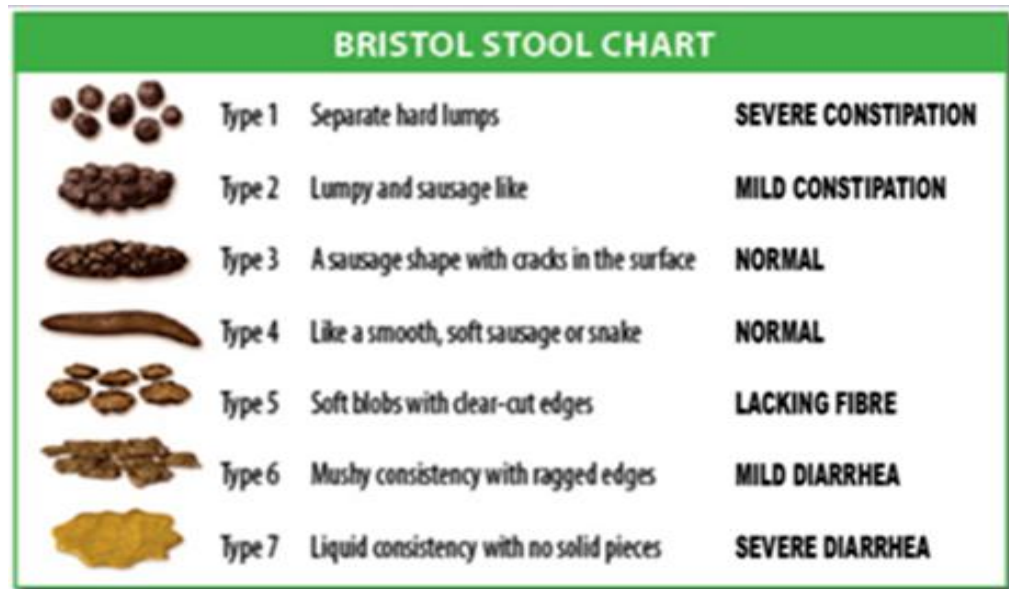 BRISTOL STOOL CHART
Type 1 Separate hard lumps SEVERE CONSTIPATION
Type 2 Lumpy and sausage like MILD CONSTIPATION
Type 3 A sausage shape with cracks in the surface NORMAL
Type 4 Like a smooth, soft sausage or snake NORMAL
Type 5 Soft blobs with clear-cut edges LACKING FIBRE
Type 6 Mushy consistency with ragged edges MILD DIARRHEA
Type 7 Liquid consistency with no solid pieces SEVERE DIARRHEA